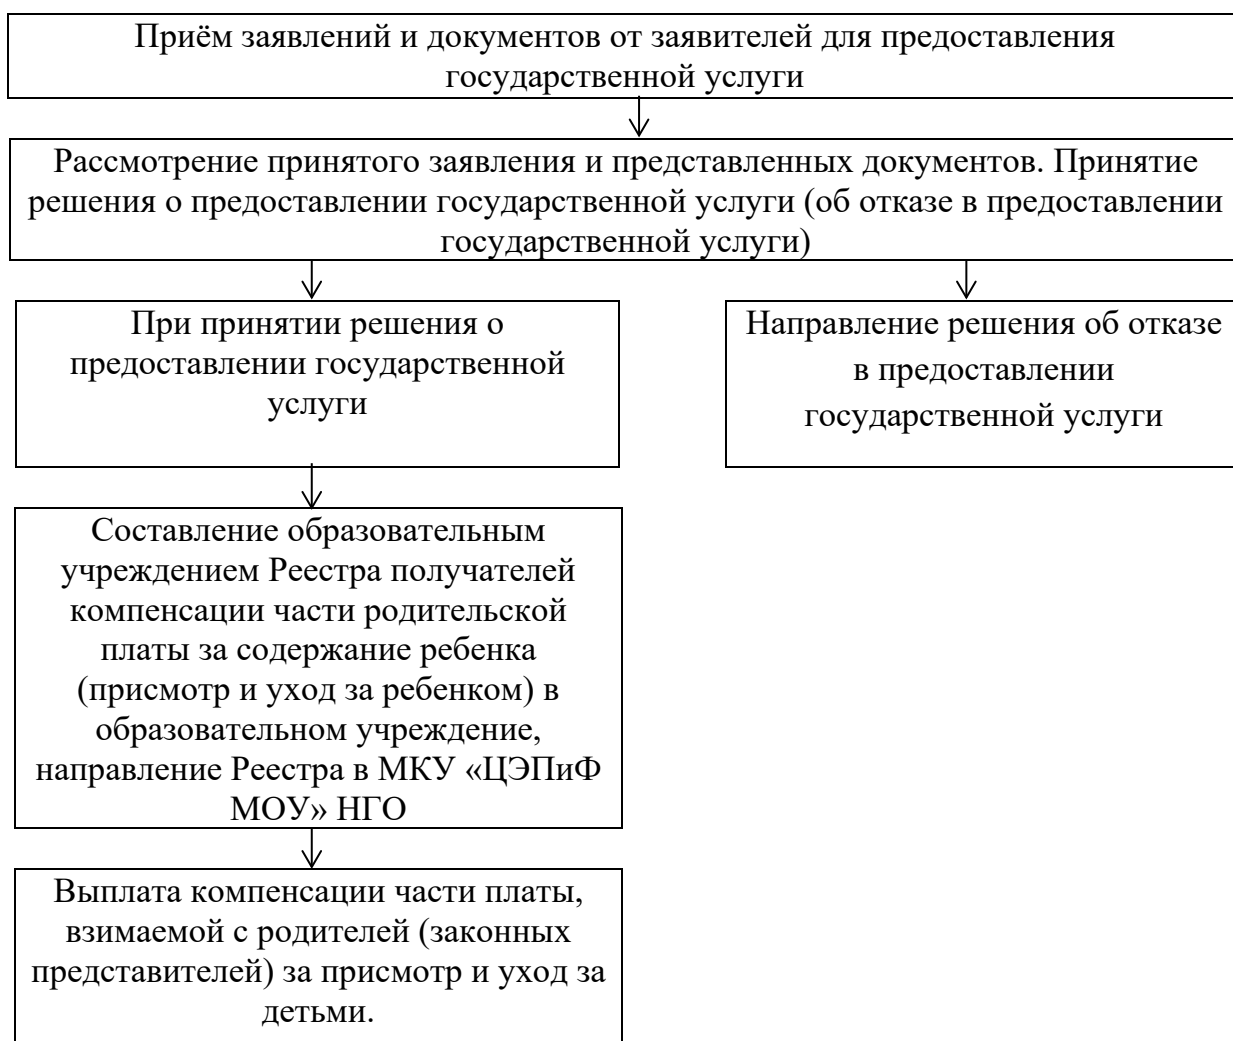 Приём заявлений и документов от заявителей для предоставления
государственной услуги
Рассмотрение принятого заявления и представленных документов. Принятие
решения о предоставлении государственной услуги (об отказе в предоставлении
государственной услуги)
При принятии решения о
предоставлении государственной
услуги
Направление решения об отказе
в предоставлении
государственной услуги
Составление образовательным
учреждением Реестра получателей
компенсации части родительской
платы за содержание ребенка
(присмотр и уход за ребенком) в
образовательном учреждение,
направление Реестра в МКУ «ЦЭПиФ
МОУ» НГО
Выплата компенсации части платы,
взимаемой с родителей (законных
представителей) за присмотр и уход за
детьми.